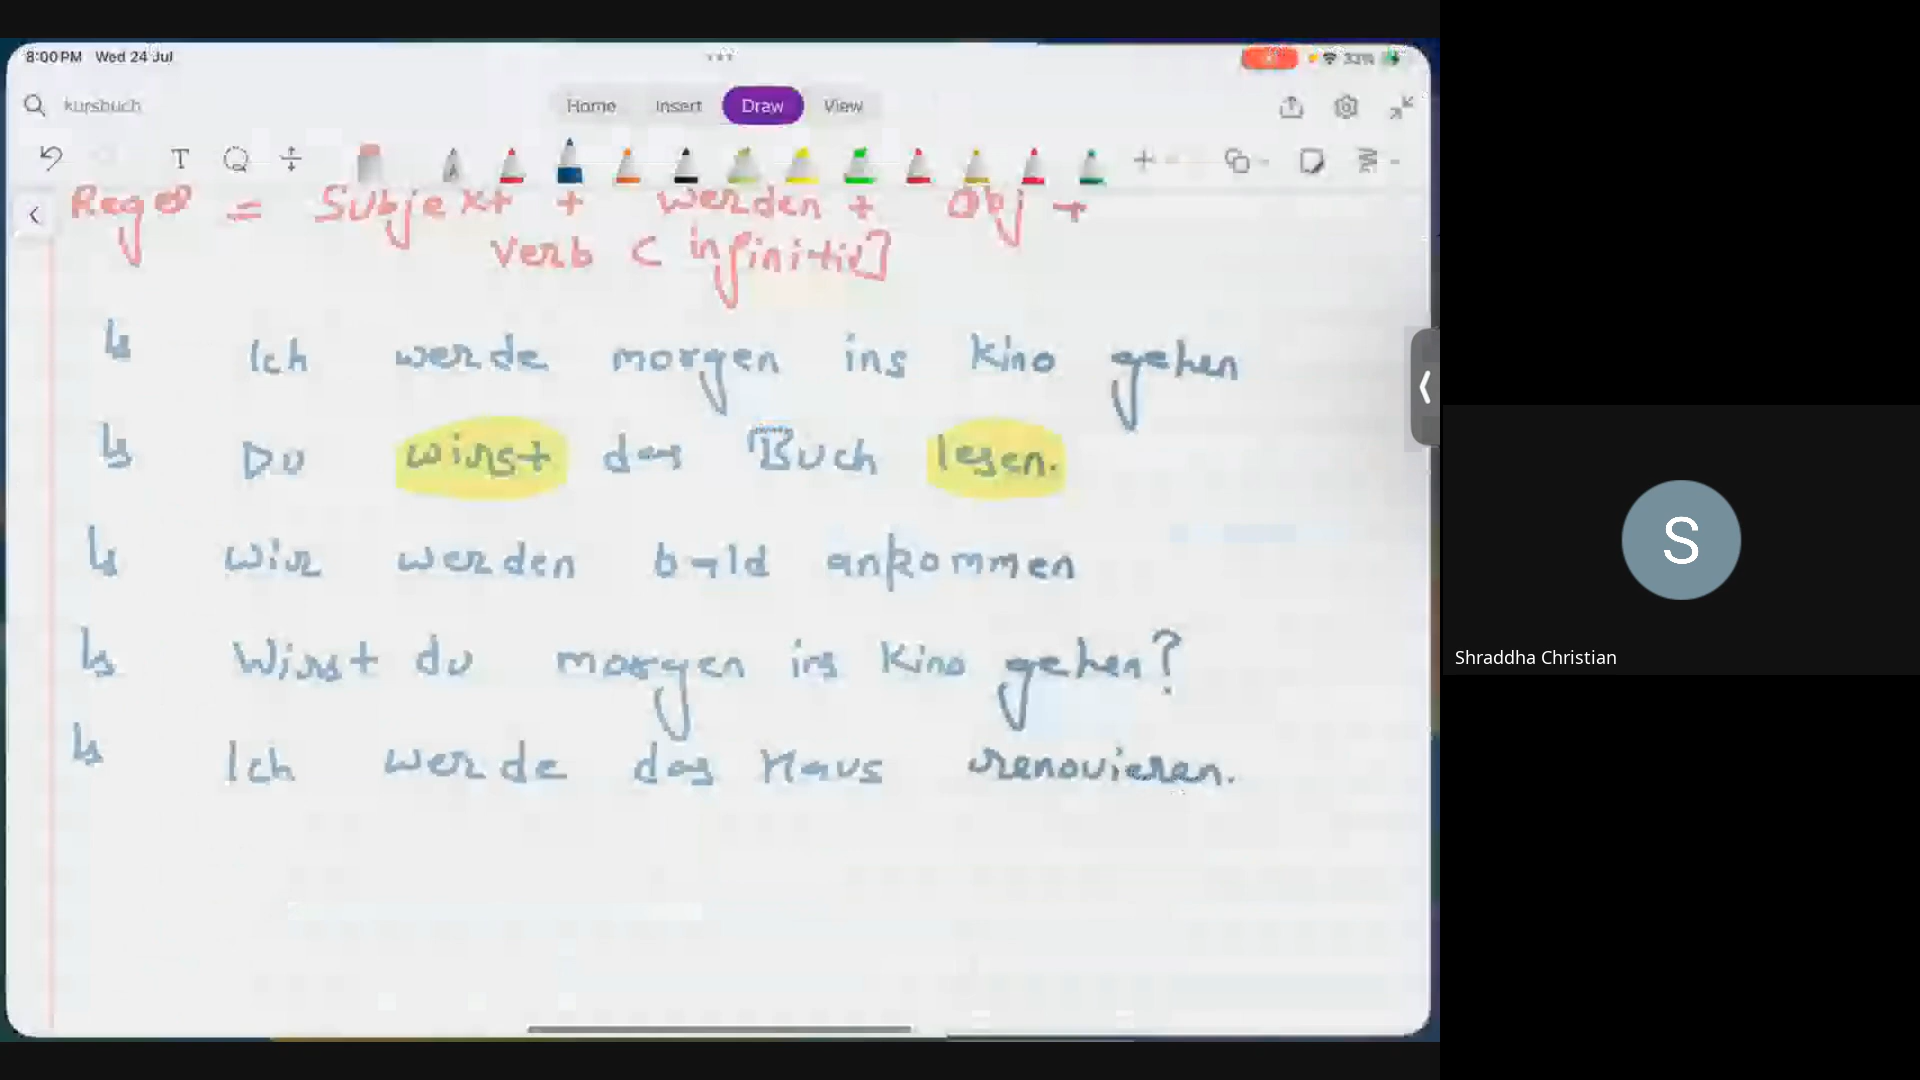 8:00 PM Wed 24 Jul
33%
kursbuch
Home Insert Draw View
Regel = Subjekt + werden + Obj +
verb ( infinitiv]
Ich werde morgen ins Kino gehen
Du wirst das Buch lesen.
wir werden bald ankommen
Wirst du morgen ins Kino gehen?
Ich werde das Haus renovieren.
S
Shraddha Christian